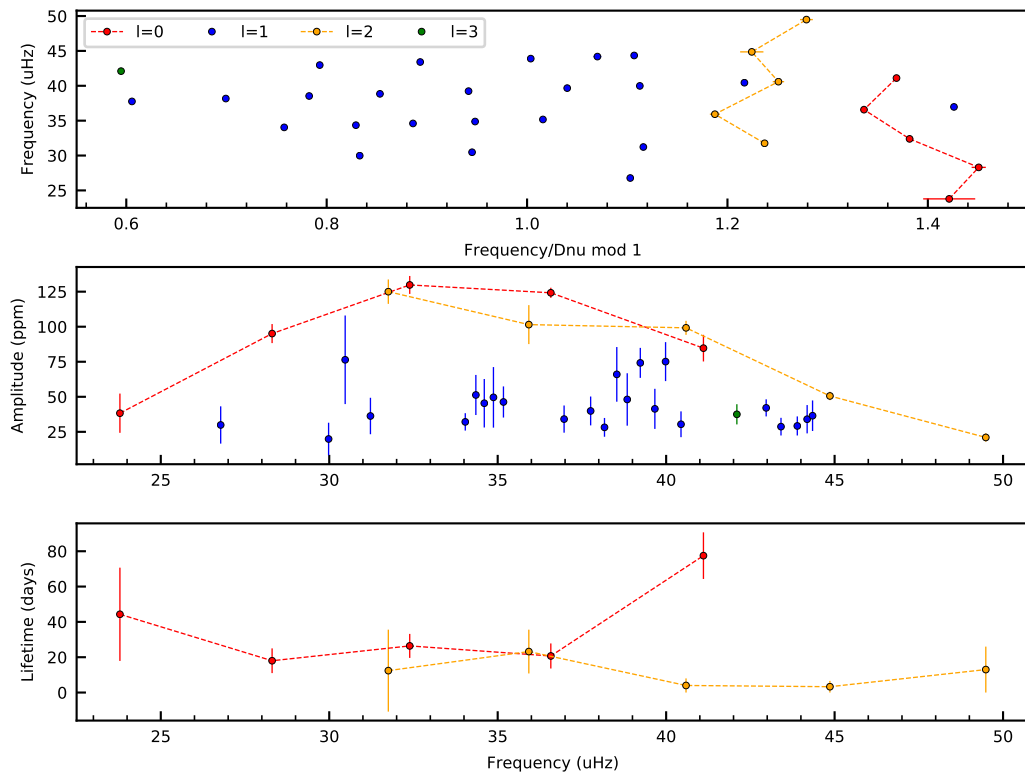 l=0 l=1 l=2 l=3
Frequency (uHz)
50
45
40
35
30
25
0.6 0.8 1.0 1.2 1.4
Frequency/Dnu mod 1
Amplitude (ppm)
125
100
75
50
25
25 30 35 40 45 50
Lifetime (days)
80
60
40
20
0
25 30 35 40 45 50
Frequency (uHz)